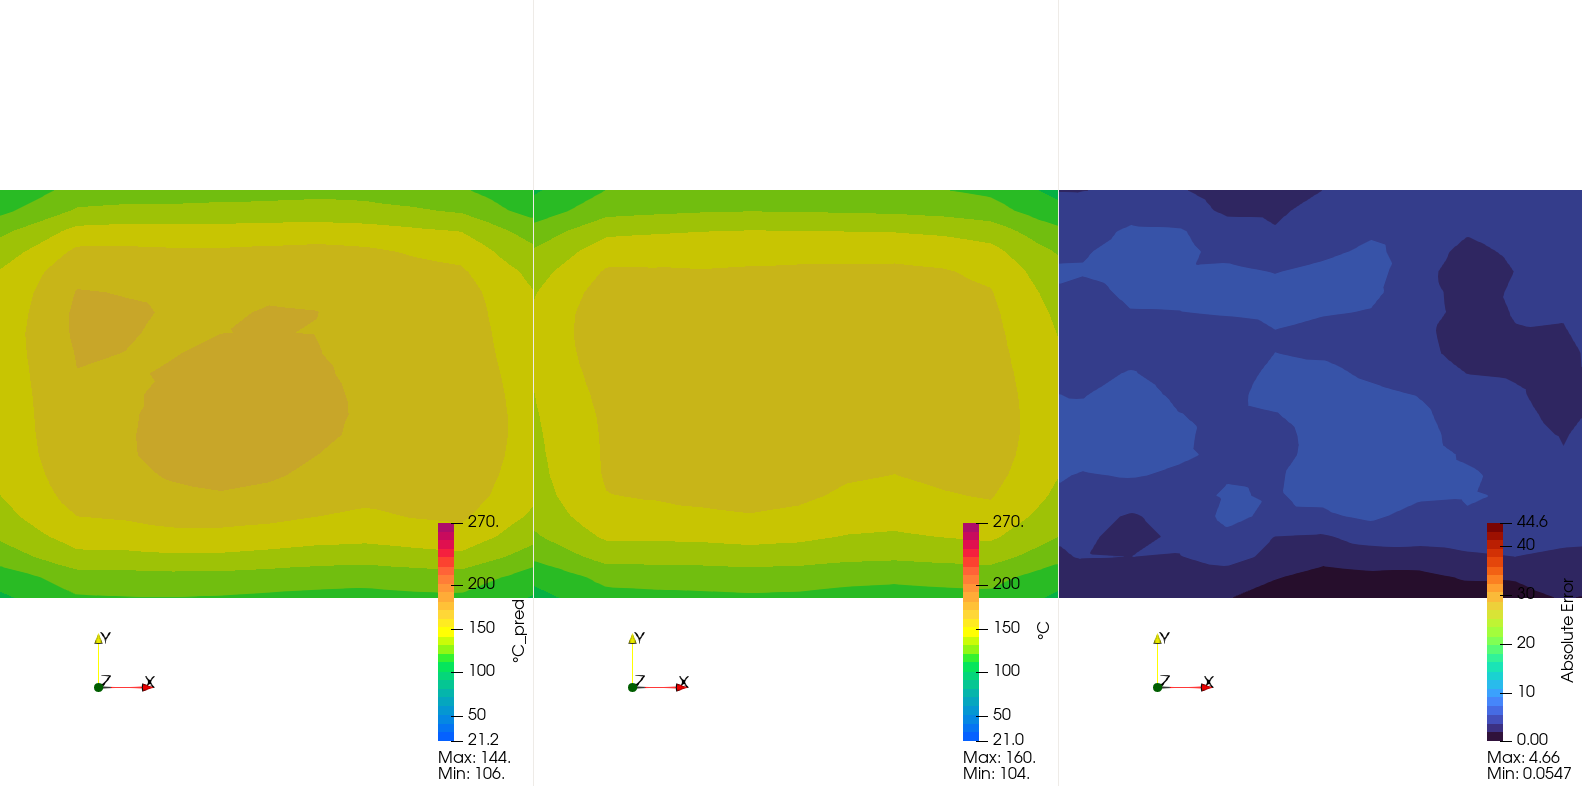 270.
200
150
100
50
21.2
°C_pred
Max: 144.
Min: 106.
Y
Z
X
270.
200
150
100
50
21.0
°C
Max: 160.
Min: 104.
Y
Z
X
44.6
40
30
20
10
0.00
Absolute Error
Max: 4.66
Min: 0.0547
Y
Z
X